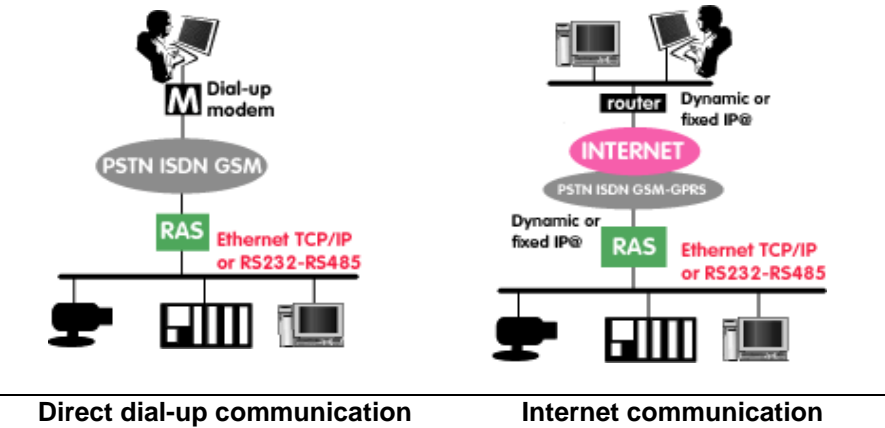 Dial-up
modem
M
PSTN ISDN GSM
RAS
Ethernet TCP/IP
or RS232-RS485
Direct dial-up communication
router
Dynamic or
fixed IP@
INTERNET
PSTN ISDN GSM-GPRS
Dynamic or
fixed IP@
RAS
Ethernet TCP/IP
or RS232-RS485
Internet communication